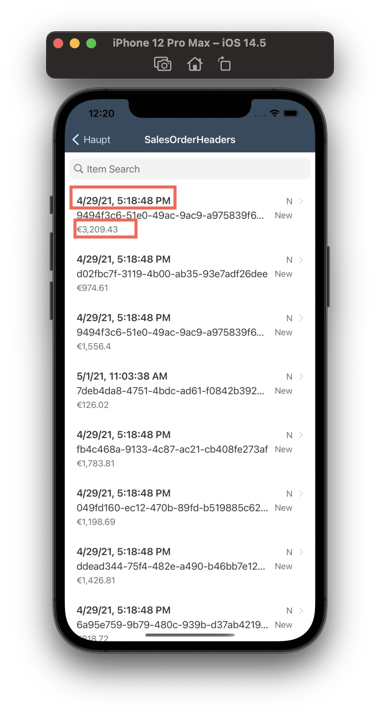 iPhone 12 Pro Max – iOS 14.5
12:20
Haupt
SalesOrderHeaders
Item Search
4/29/21, 5:18:48 PM N
9494f3c6-51e0-49ac-9ac9-a975839f6... New
€3,209.43
4/29/21, 5:18:48 PM N
d02fbc7f-3119-4b00-ab35-93e7adf26dee New
€974.61
4/29/21, 5:18:48 PM N
9494f3c6-51e0-49ac-9ac9-a975839f6... New
€1,556.4
5/1/21, 11:03:38 AM N
7deb4da8-4751-4bdc-ad61-f0842b392... New
€126.02
4/29/21, 5:18:48 PM N
fb4c468a-9133-4c87-ac21-cb408fe273af New
€1,783.81
4/29/21, 5:18:48 PM N
049fd160-ec12-470b-89fd-b519885c62... New
€1,198.69
4/29/21, 5:18:48 PM N
ddead344-75f4-482e-a490-b46bb7e12... New
€1,426.81
4/29/21, 5:18:48 PM N
6a95e759-9b79-480c-939b-d37ab4219... New